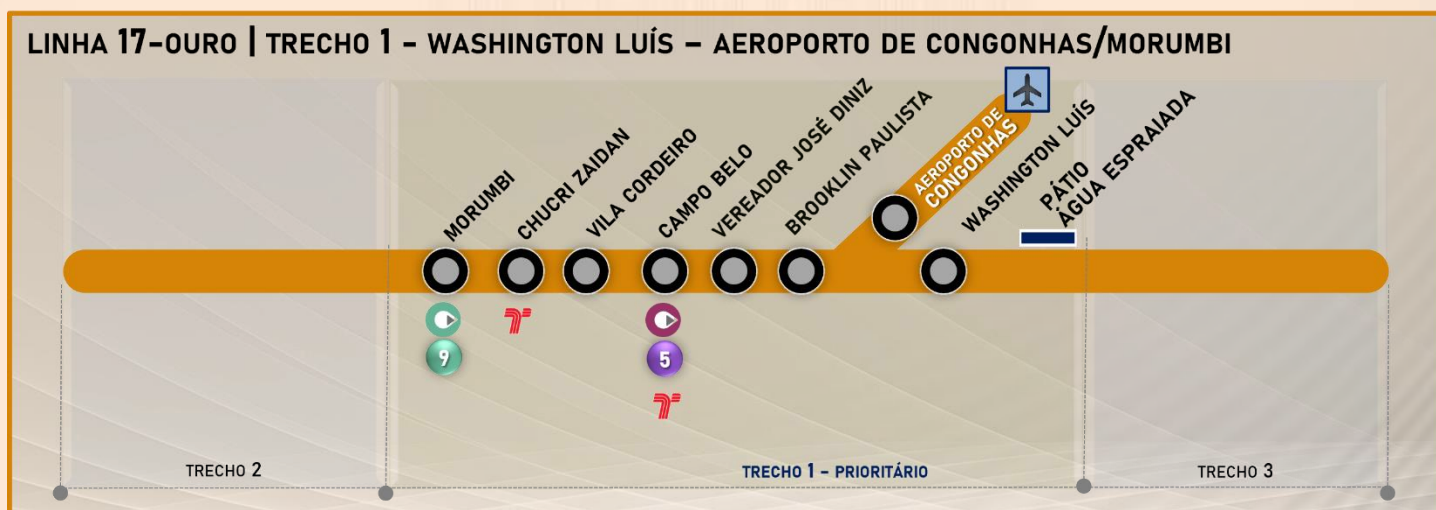 LINHA 17-OURO | TRECHO 1 - WASHINGTON LUÍS – AEROPORTO DE CONGONHAS/MORUMBI
MORUMBI
CHUCRI ZAIDAN
VILA CORDEIRO
CAMPO BELO
VEREADOR JOSÉ DINIZ
BROOKLIN PAULISTA
AEROPORTO DE
CONGONHAS
WASHINGTON LUÍS
PÁTIO
ÁGUA ESPRAIADA
9
5
TRECHO 2
TRECHO 1 - PRIORITÁRIO
TRECHO 3